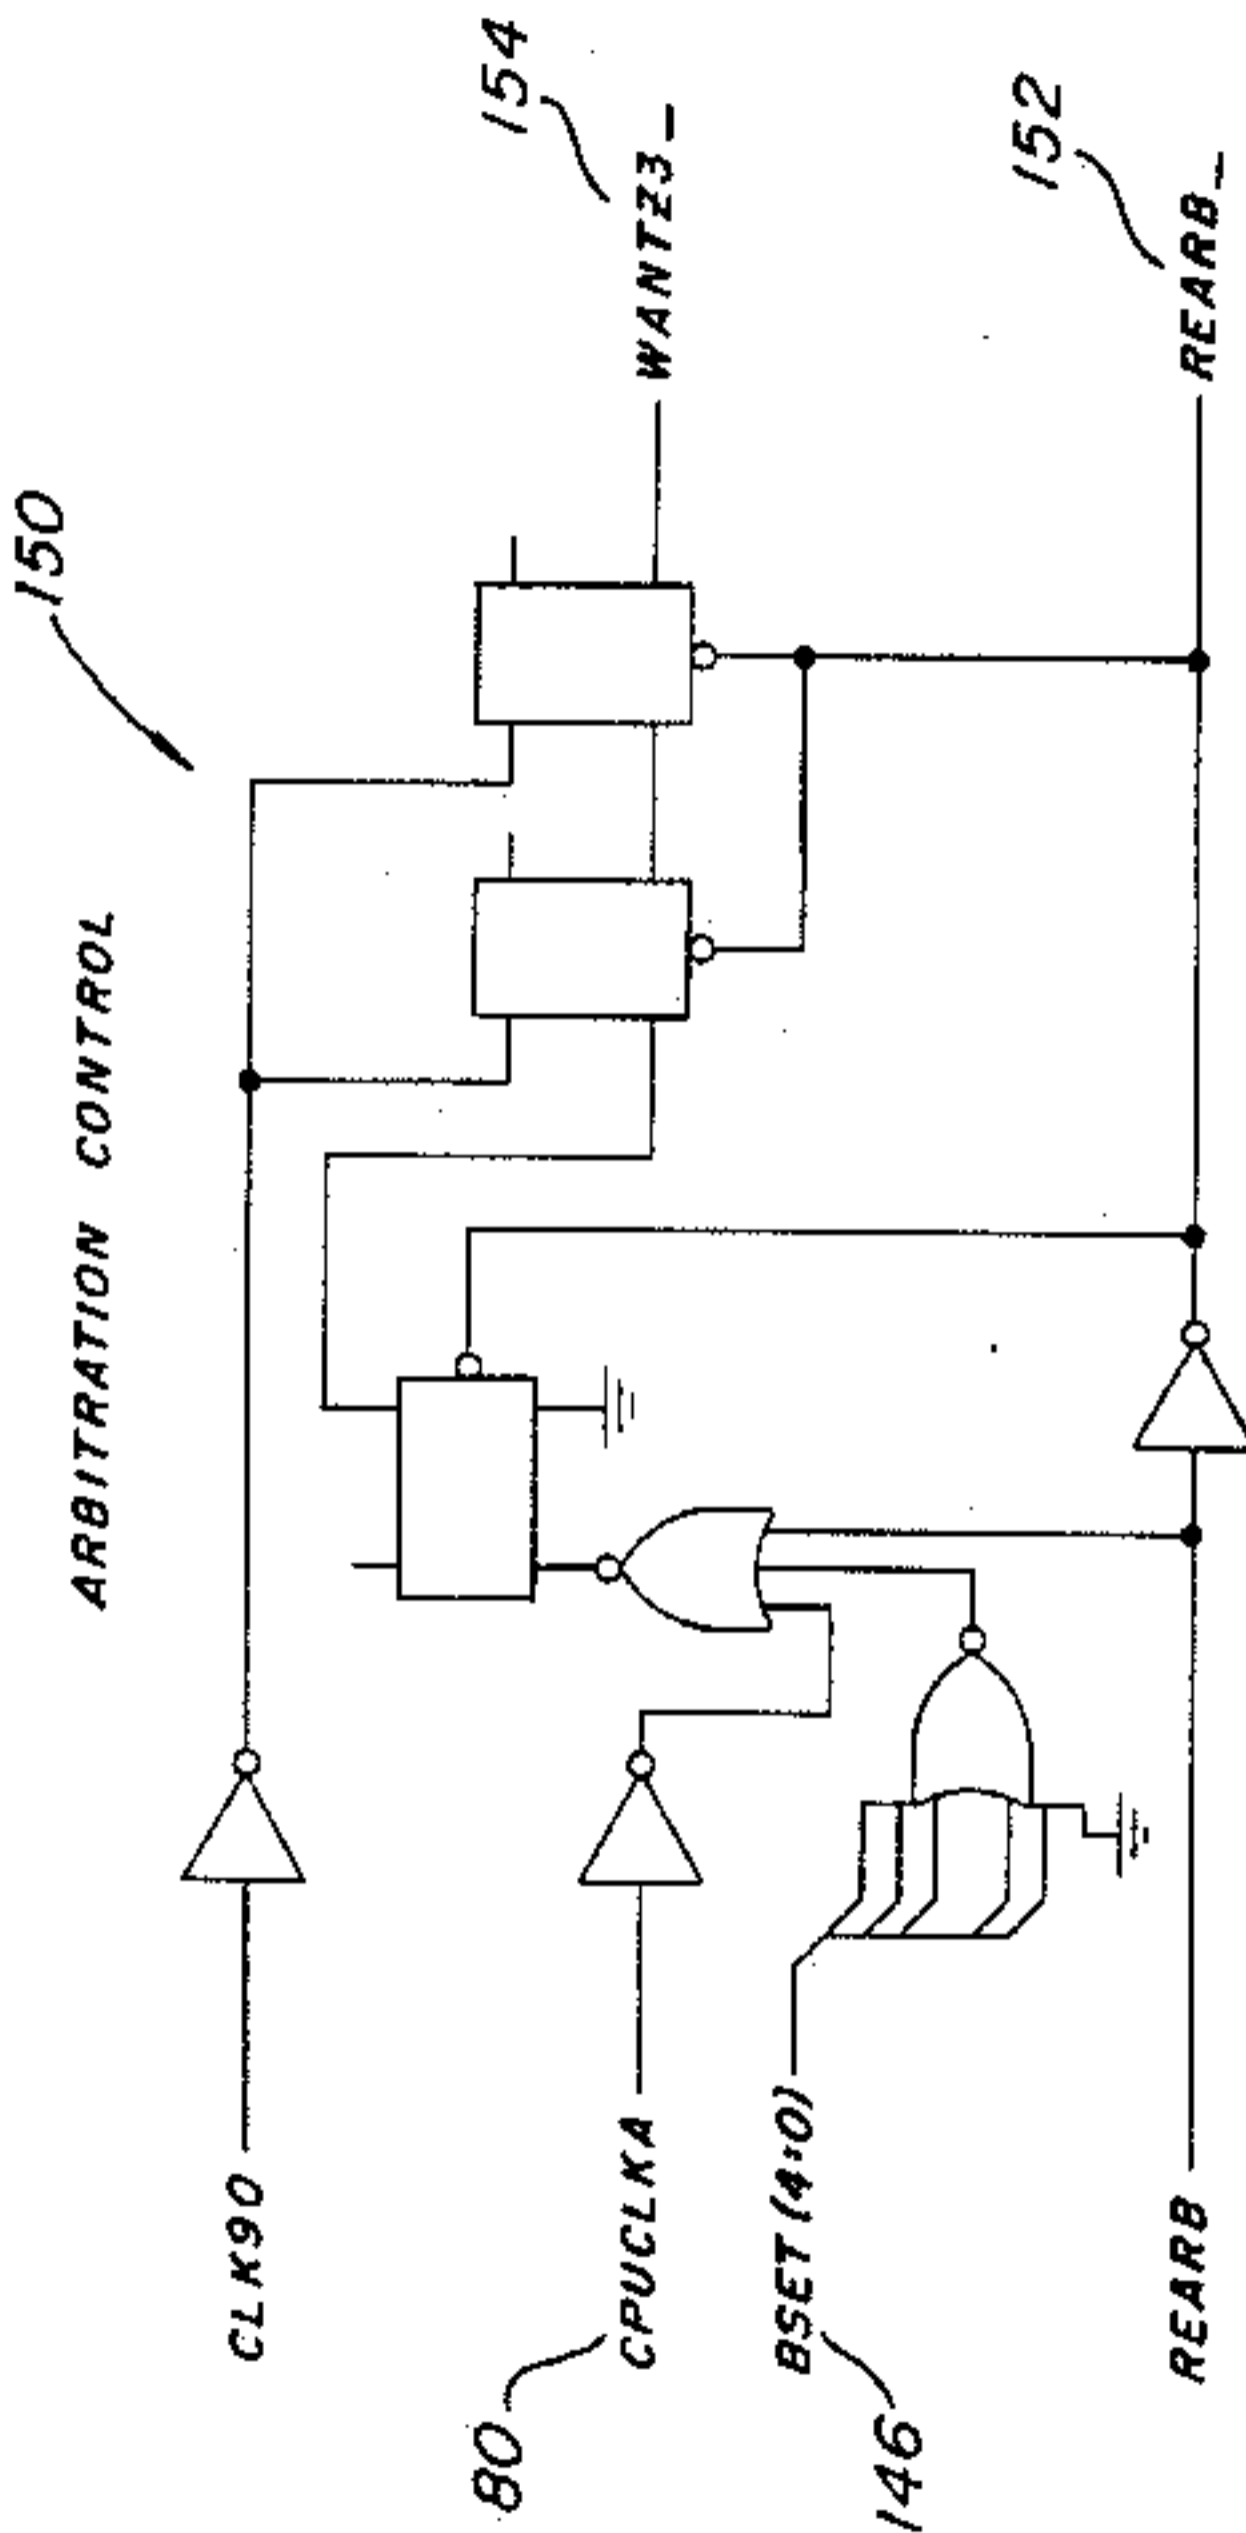 ARBITRATION CONTROL
150
CLK90
80
CPUCLKA
146
BSET (4:0)
REARB
WANTZ3_
154
REARB_
152